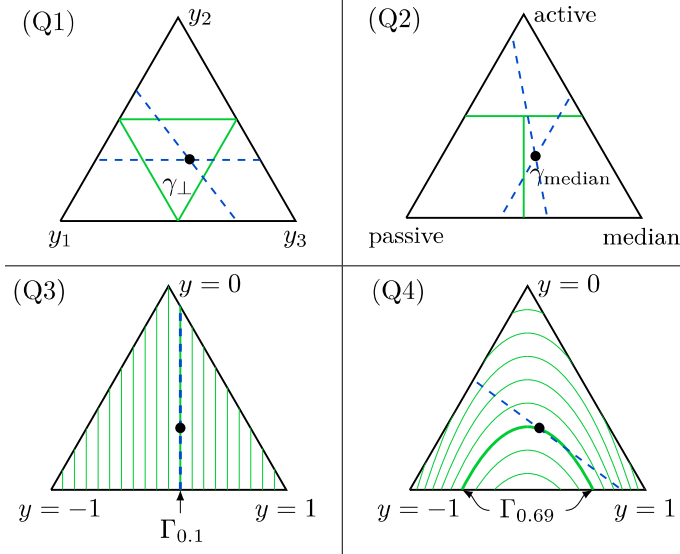 (Q1)
y₂
γ⊥
y₁
y₃
(Q2)
active
γmedian
passive
median
(Q3)
y = 0
y = −1
y = 1
Γ0.1
(Q4)
y = 0
y = −1
y = 1
Γ0.69